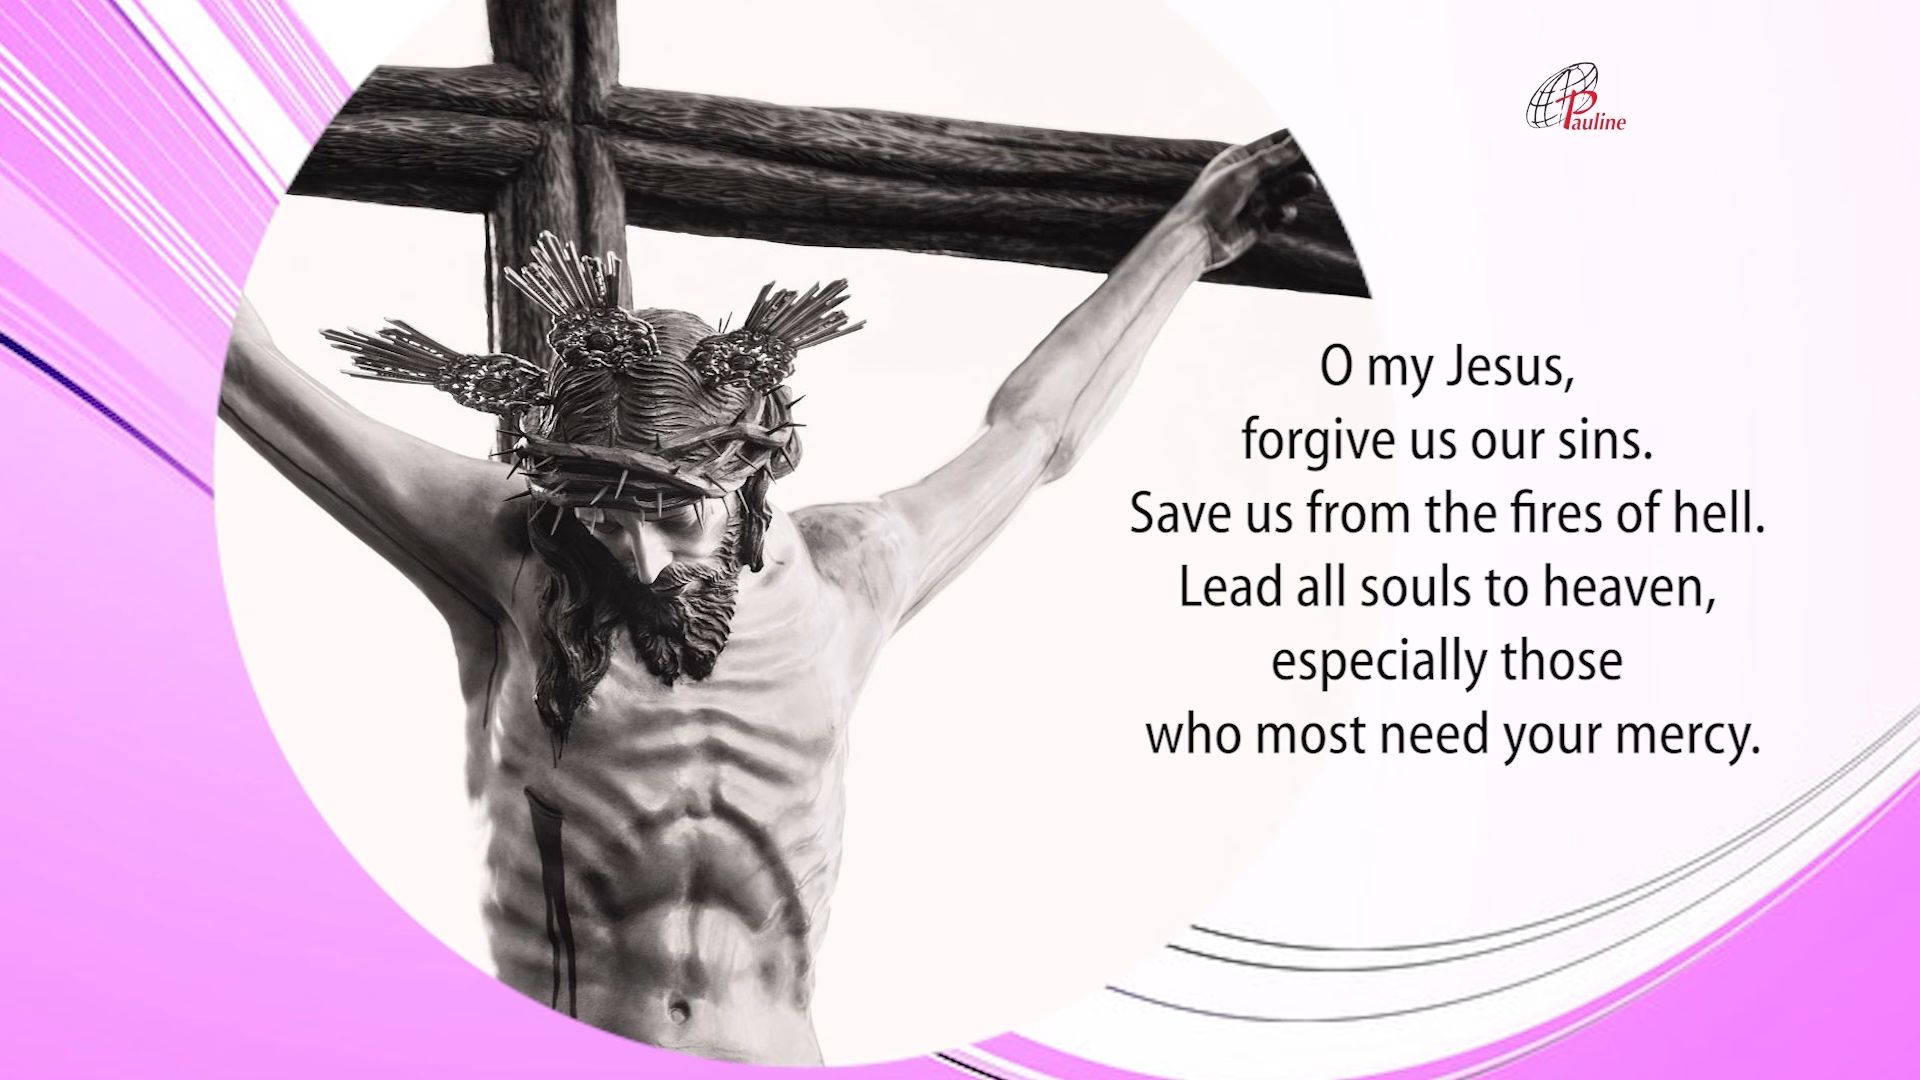 Pauline
O my Jesus,
forgive us our sins.
Save us from the fires of hell.
Lead all souls to heaven,
especially those
who most need your mercy.